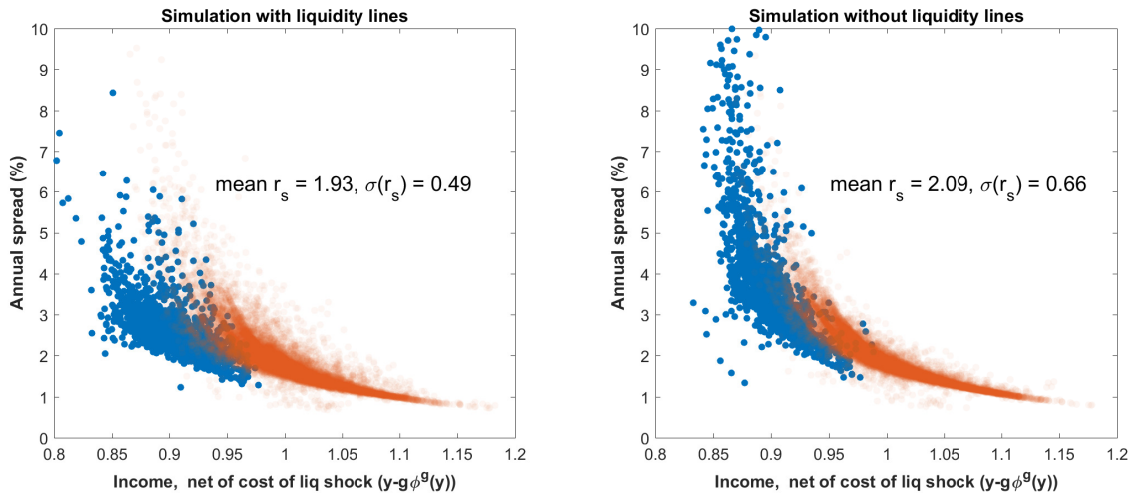 Simulation with liquidity lines
10
9
8
7
6
5
4
3
2
1
0
Annual spread (%)
mean r_s = 1.93, σ(r_s) = 0.49
0.8 0.85 0.9 0.95 1 1.05 1.1 1.15 1.2
Income, net of cost of liq shock (y-gϕ^g(y))
Simulation without liquidity lines
10
9
8
7
6
5
4
3
2
1
0
Annual spread (%)
mean r_s = 2.09, σ(r_s) = 0.66
0.8 0.85 0.9 0.95 1 1.05 1.1 1.15 1.2
Income, net of cost of liq shock (y-gϕ^g(y))